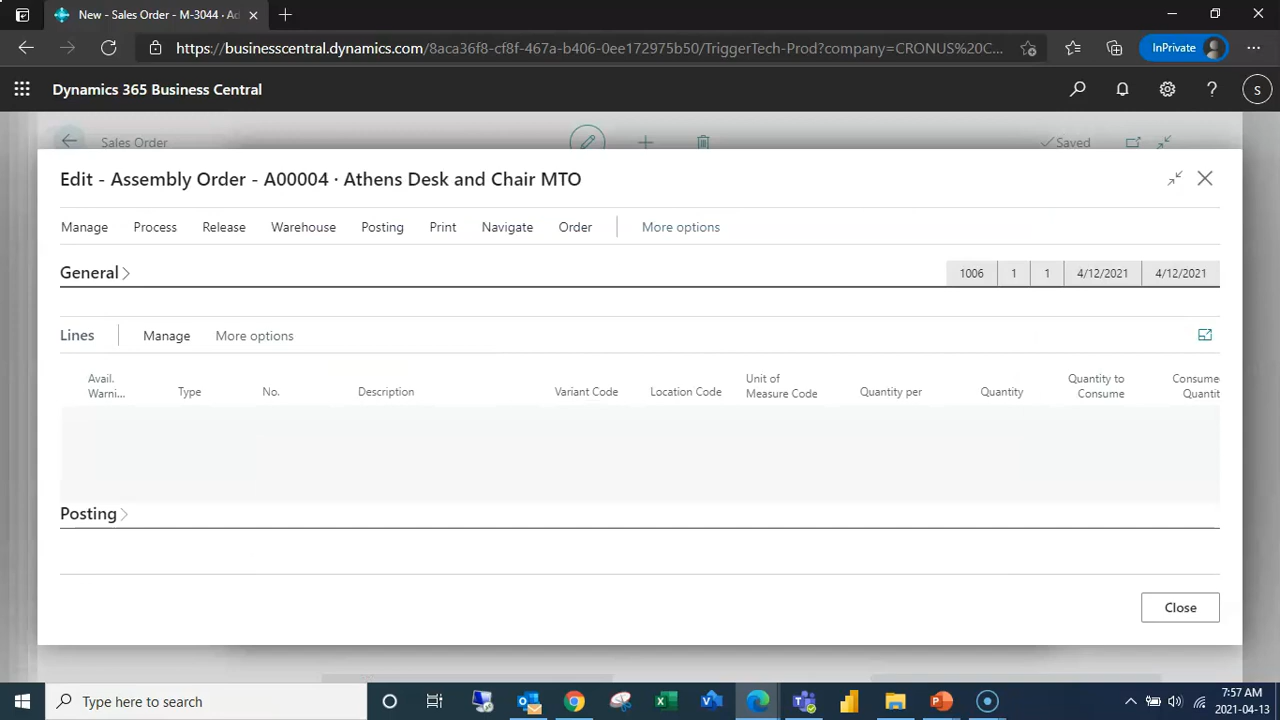 New - Sales Order - M-3044 · Ad
https://businesscentral.dynamics.com/8aca36f8-cf8f-467a-b406-0ee172975b50/TriggerTech-Prod?company=CRONUS%20C...
InPrivate
Dynamics 365 Business Central
S
Sales Order
Saved
Edit - Assembly Order - A00004 · Athens Desk and Chair MTO
Manage Process Release Warehouse Posting Print Navigate Order More options
General 1006 1 1 4/12/2021 4/12/2021
Lines Manage More options
Avail. Warni... Type No. Description Variant Code Location Code Unit of Measure Code Quantity per Quantity Quantity to Consume Consume Quantit
Posting
Close
Type here to search
7:57 AM
2021-04-13